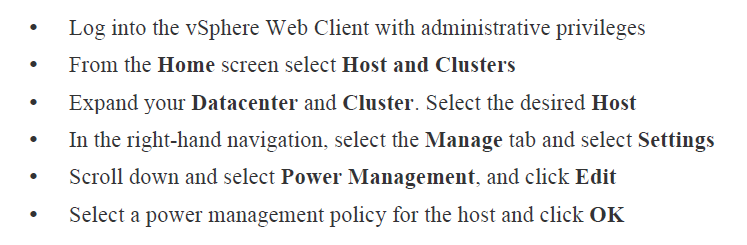 • Log into the vSphere Web Client with administrative privileges
• From the Home screen select Host and Clusters
• Expand your Datacenter and Cluster. Select the desired Host
• In the right-hand navigation, select the Manage tab and select Settings
• Scroll down and select Power Management, and click Edit
• Select a power management policy for the host and click OK